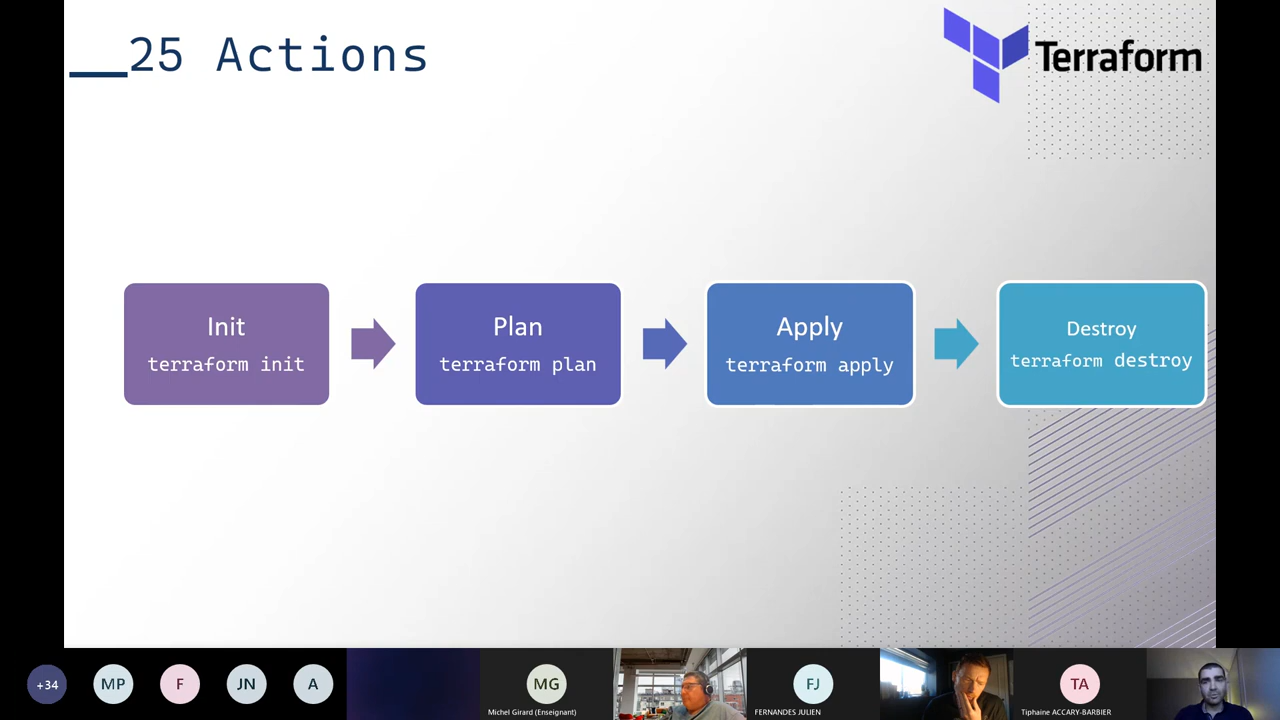 __25 Actions
Terraform
Init
terraform init
Plan
terraform plan
Apply
terraform apply
Destroy
terraform destroy
+34
MP
F
JN
A
MG
Michel Girard (Enseignant)
FJ
FERNANDES JULIEN
TA
Tiphaine ACCARY-BARBIER